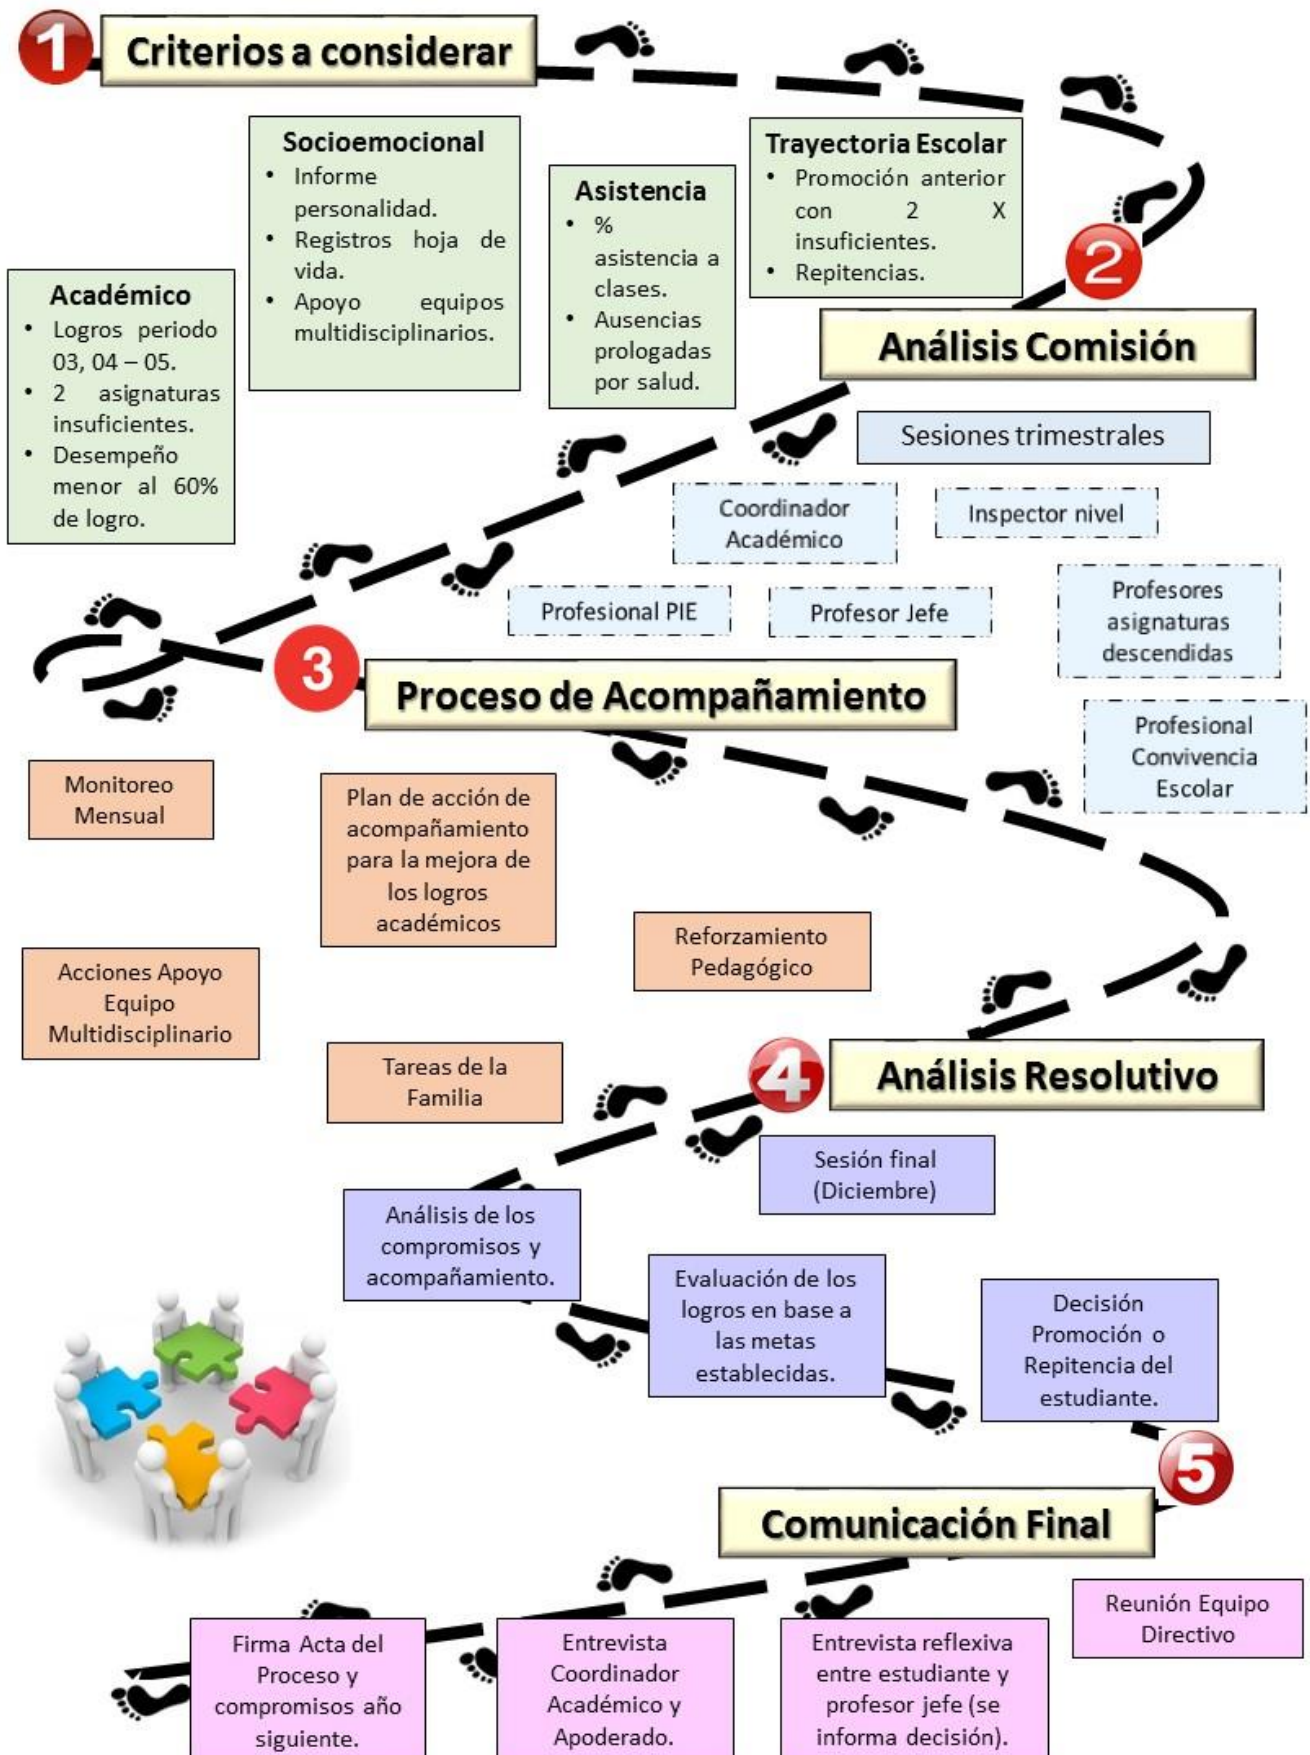 1
Criterios a considerar
Académico
• Logros periodo
03, 04 – 05.
• 2 asignaturas
insuficientes.
• Desempeño
menor al 60%
de logro.
Socioemocional
• Informe
personalidad.
• Registros hoja de
vida.
• Apoyo equipos
multidisciplinarios.
Asistencia
• %
asistencia a
clases.
• Ausencias
prologadas
por salud.
Trayectoria Escolar
• Promoción anterior
con 2 X
insuficientes.
• Repitencias.
2
Análisis Comisión
Sesiones trimestrales
Coordinador
Académico
Inspector nivel
Profesional PIE
Profesor Jefe
Profesores
asignaturas
descendidas
Profesional
Convivencia
Escolar
3
Proceso de Acompañamiento
Monitoreo
Mensual
Plan de acción de
acompañamiento
para la mejora de
los logros
académicos
Reforzamiento
Pedagógico
Acciones Apoyo
Equipo
Multidisciplinario
Tareas de la
Familia
4
Análisis Resolutivo
Sesión final
(Diciembre)
Análisis de los
compromisos y
acompañamiento.
Evaluación de los
logros en base a
las metas
establecidas.
Decisión
Promoción o
Repitencia del
estudiante.
5
Comunicación Final
Reunión Equipo
Directivo
Entrevista reflexiva
entre estudiante y
profesor jefe (se
informa decisión).
Entrevista
Coordinador
Académico y
Apoderado.
Firma Acta del
Proceso y
compromisos año
siguiente.